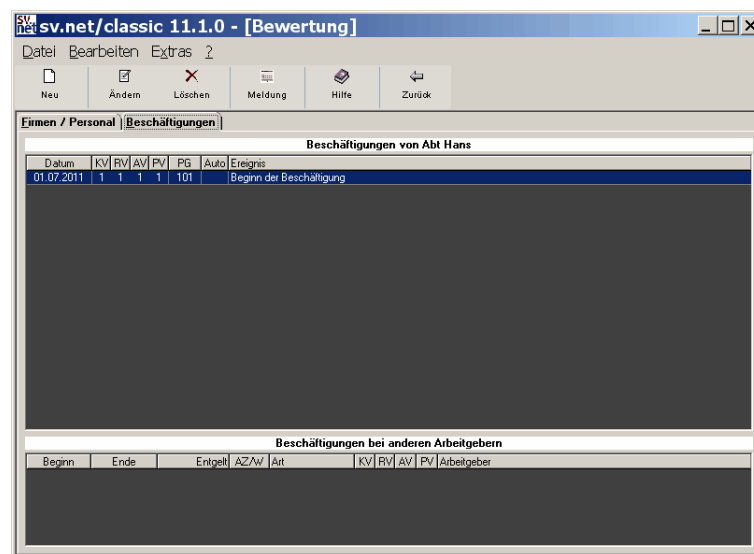 sv.net sv.net/classic 11.1.0 - [Bewertung]
Datei Bearbeiten Extras ?
Neu Ändern Löschen Meldung Hilfe Zurück
Firmen / Personal Beschäftigungen
Beschäftigungen von Abt Hans
Datum KV RV AV PV PG Auto Ereignis
01.07.2011 1 1 1 1 101 Beginn der Beschäftigung
Beschäftigungen bei anderen Arbeitgebern
Beginn Ende Entgelt AZ/W Art KV RV AV PV Arbeitgeber